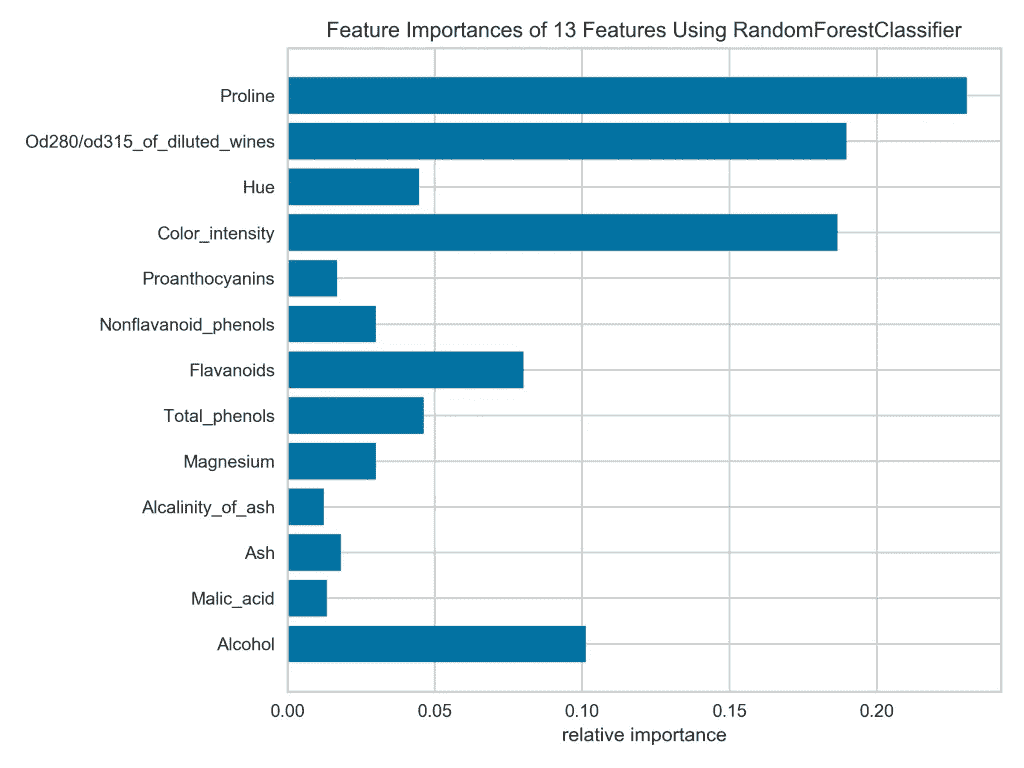 Feature Importances of 13 Features Using RandomForestClassifier
Proline
Od280/od315_of_diluted_wines
Hue
Color_intensity
Proanthocyanins
Nonflavanoid_phenols
Flavanoids
Total_phenols
Magnesium
Alcalinity_of_ash
Ash
Malic_acid
Alcohol
0.00 0.05 0.10 0.15 0.20
relative importance